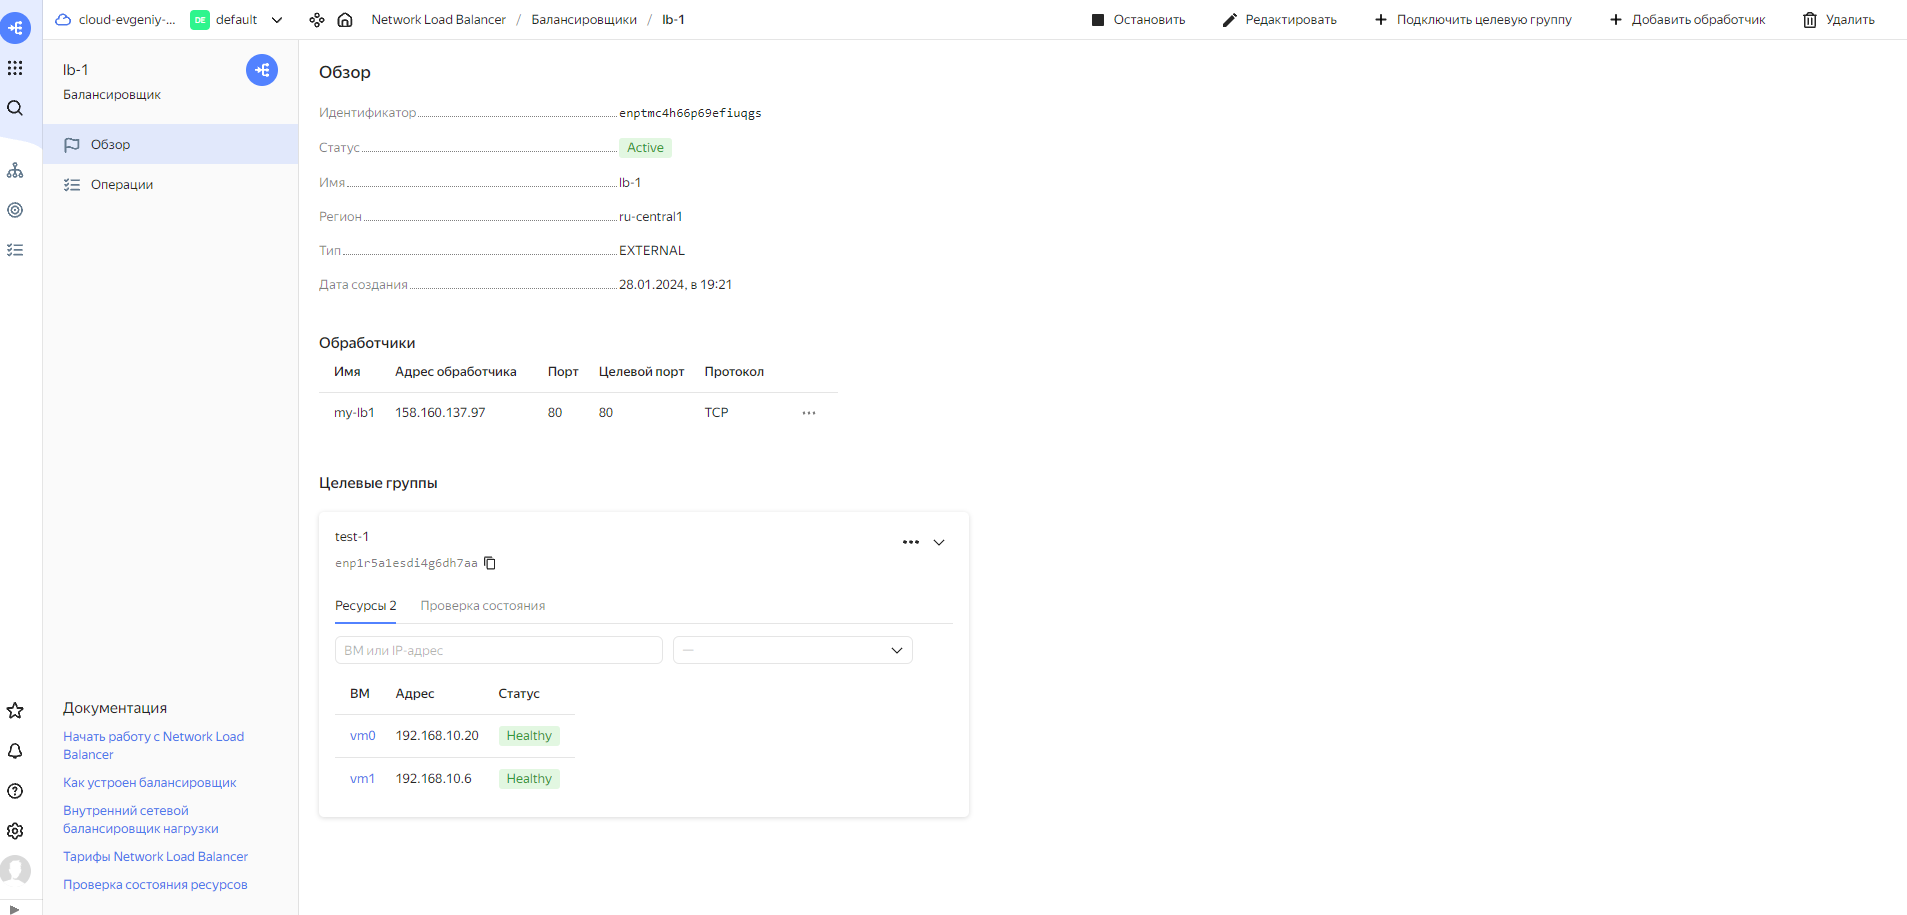 cloud-evgeniy-...
DE default
Network Load Balancer / Балансировщики / lb-1
Остановить
Редактировать
Подключить целевую группу
Добавить обработчик
Удалить
lb-1
Балансировщик
Обзор
Операции
Документация
Начать работу с Network Load
Balancer
Как устроен балансировщик
Внутренний сетевой
балансировщик нагрузки
Тарифы Network Load Balancer
Проверка состояния ресурсов
Обзор
Идентификатор enptmc4h66p69efiuqgs
Статус Active
Имя lb-1
Регион ru-central1
Тип EXTERNAL
Дата создания 28.01.2024, в 19:21
Обработчики
Имя Адрес обработчика Порт Целевой порт Протокол
my-lb1 158.160.137.97 80 80 TCP
Целевые группы
test-1
enp1r5a1esdi4g6dh7aa
Ресурсы 2 Проверка состояния
ВМ или IP-адрес —
ВМ Адрес Статус
vm0 192.168.10.20 Healthy
vm1 192.168.10.6 Healthy